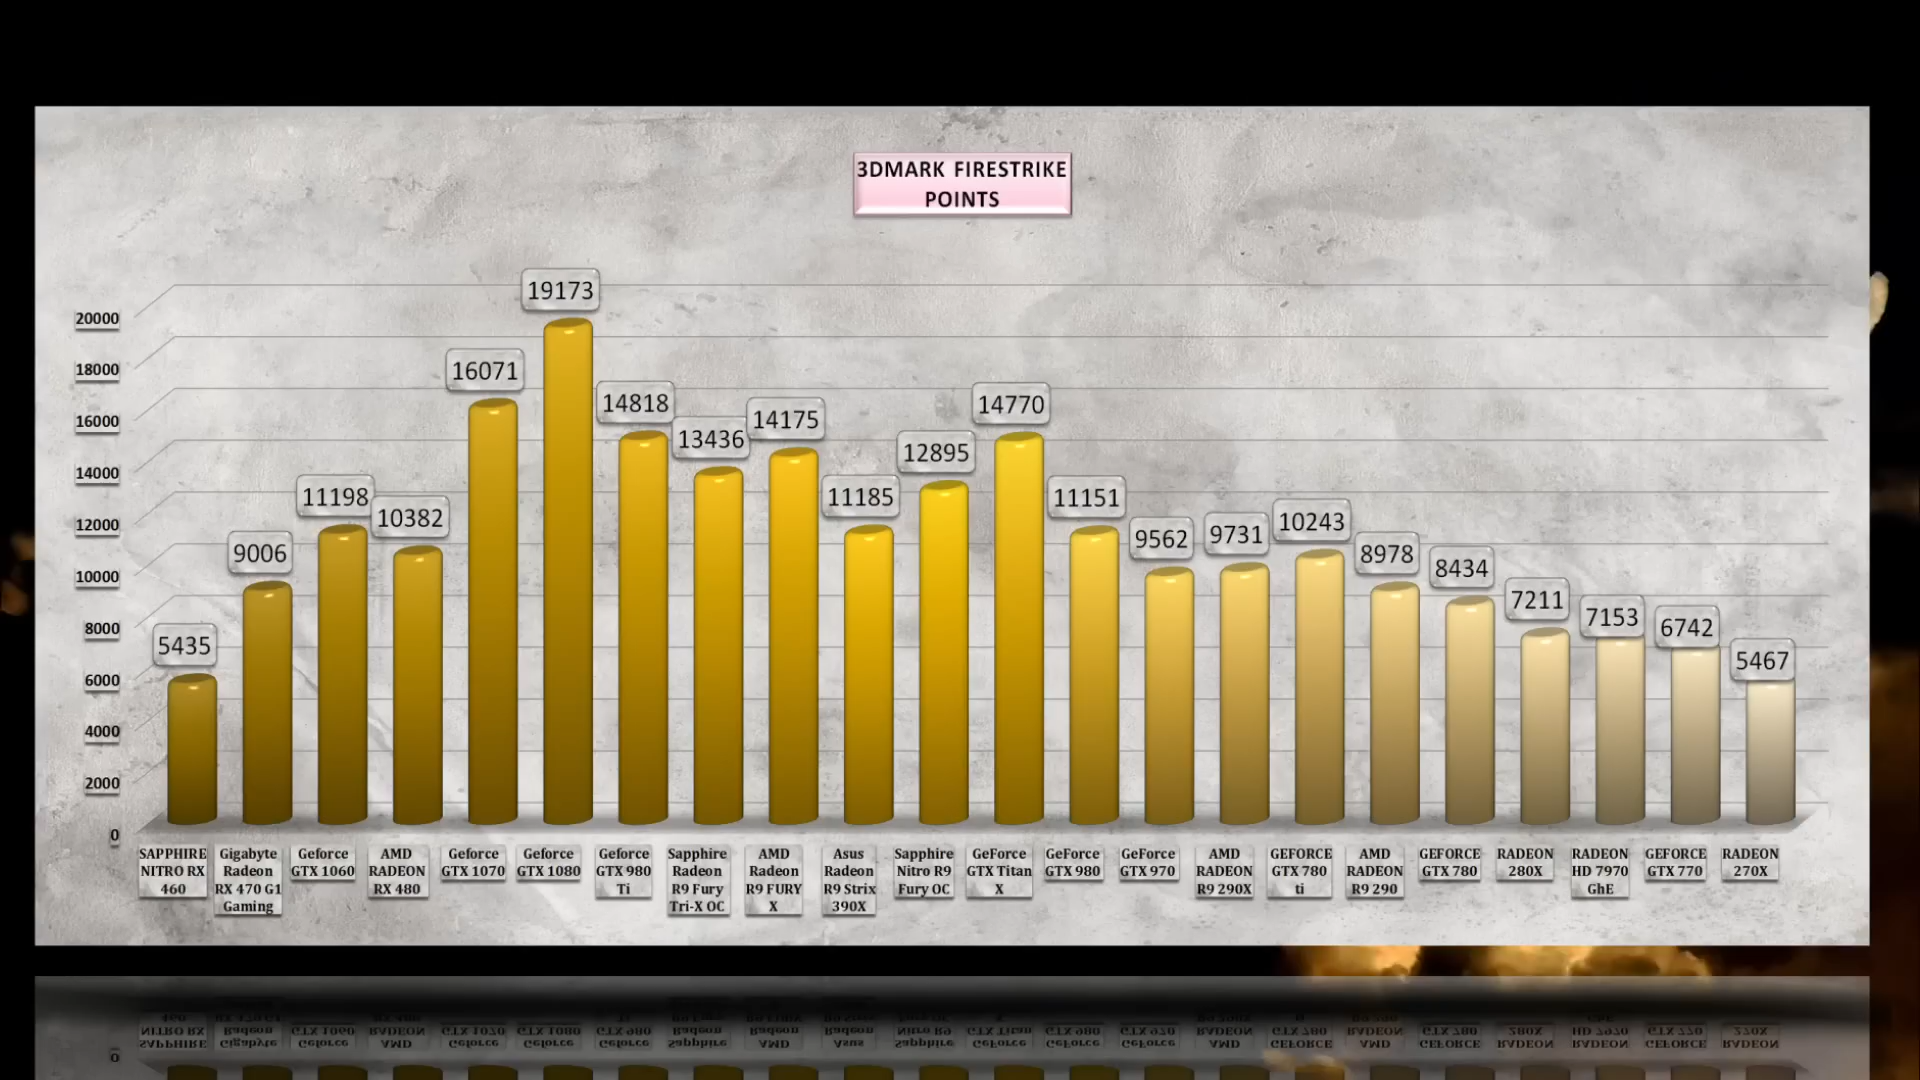 3DMARK FIRESTRIKE
POINTS
20000
18000
16000
14000
12000
10000
8000
6000
4000
2000
0
5435
9006
11198
10382
16071
19173
14818
13436
14175
11185
12895
14770
11151
9562
9731
10243
8978
8434
7211
7153
6742
5467
SAPPHIRE
NITRO RX
460
Gigabyte
Radeon
RX 470 G1
Gaming
Geforce
GTX 1060
AMD
RADEON
RX 480
Geforce
GTX 1070
Geforce
GTX 1080
Geforce
GTX 980
Ti
Sapphire
Radeon
R9 Fury
Tri-X OC
AMD
Radeon
R9 FURY
X
Asus
Radeon
R9 Strix
390X
Sapphire
Nitro R9
Fury OC
GeForce
GTX Titan
X
GeForce
GTX 980
GeForce
GTX 970
AMD
RADEON
R9 290X
GEFORCE
GTX 780
ti
AMD
RADEON
R9 290
GEFORCE
GTX 780
RADEON
280X
RADEON
HD 7970
GhE
GEFORCE
GTX 770
RADEON
270X